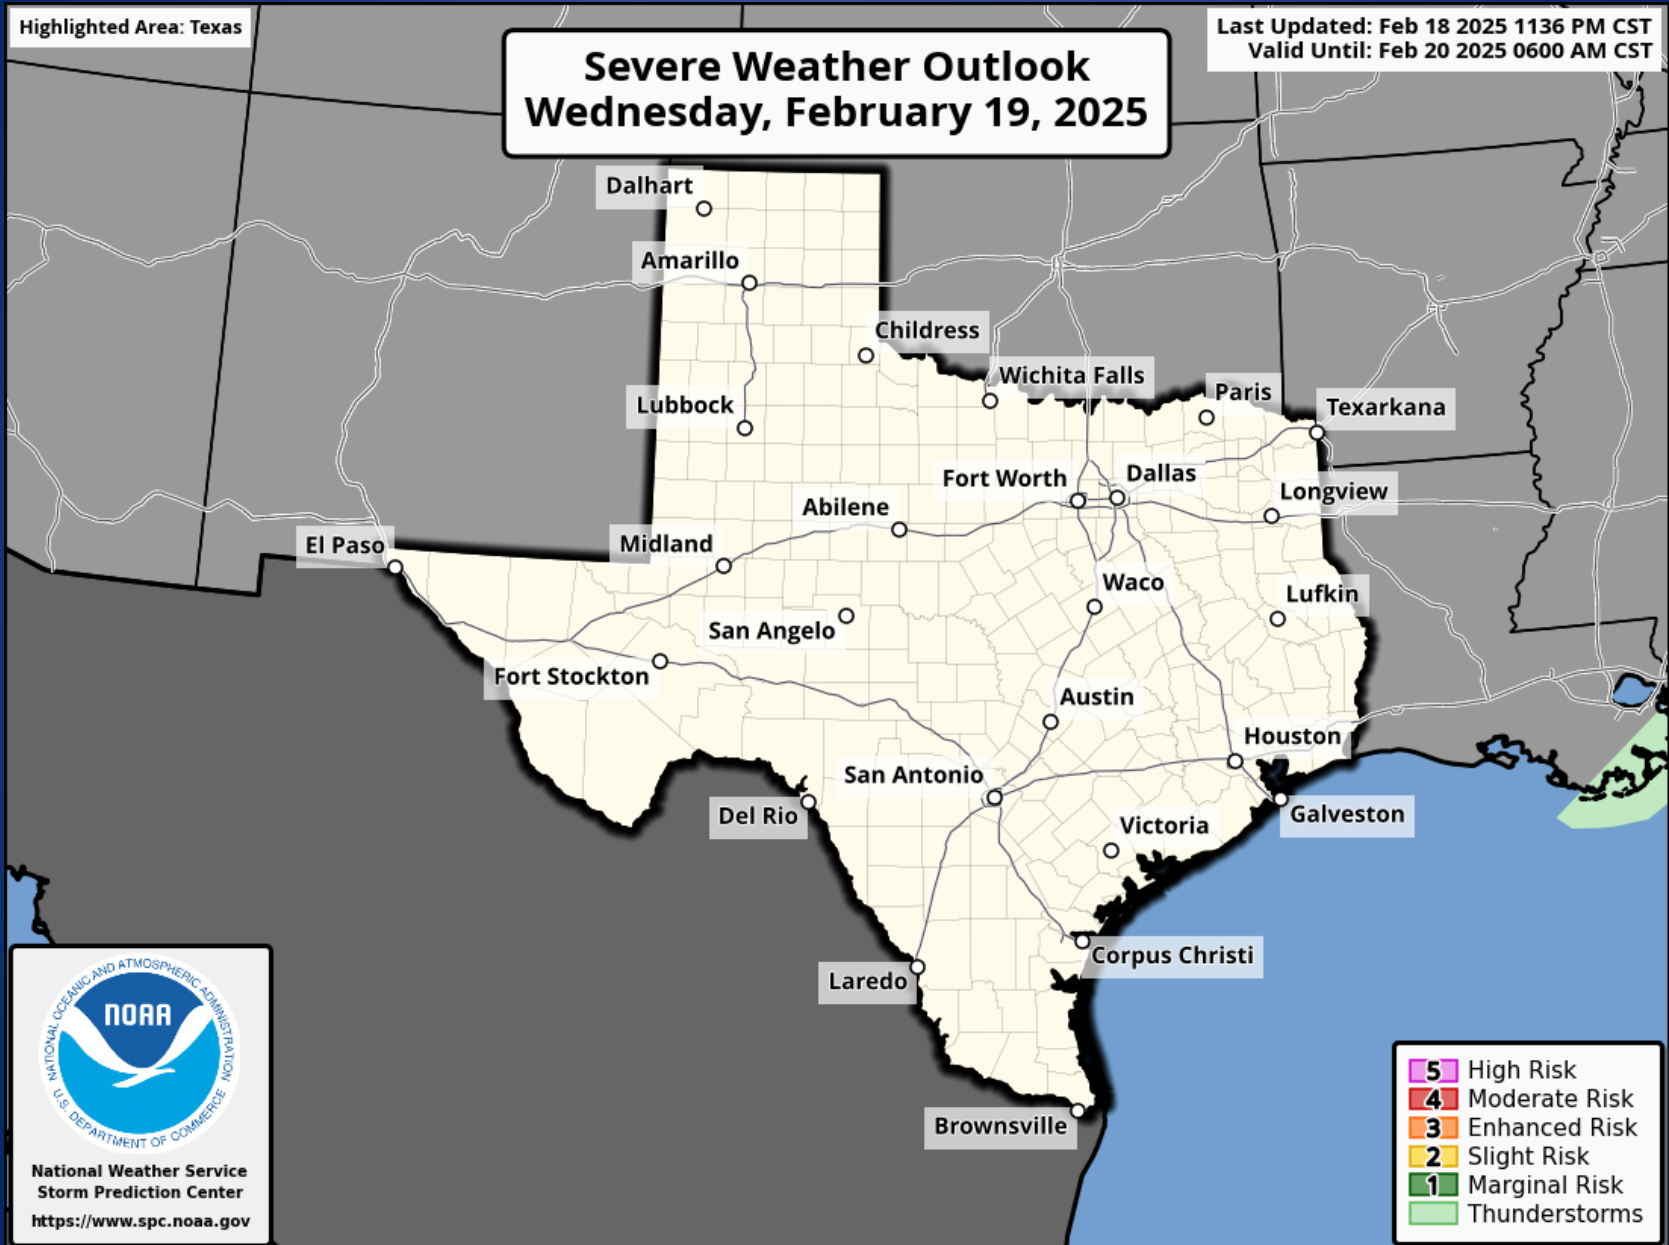 Highlighted Area: Texas
Severe Weather Outlook
Wednesday, February 19, 2025
Last Updated: Feb 18 2025 1136 PM CST
Valid Until: Feb 20 2025 0600 AM CST
Dalhart
Amarillo
Childress
Wichita Falls
Paris
Texarkana
Lubbock
Fort Worth
Dallas
Longview
Abilene
El Paso
Midland
Waco
Lufkin
San Angelo
Fort Stockton
Austin
Houston
San Antonio
Del Rio
Galveston
Victoria
Corpus Christi
Laredo
Brownsville
NATIONAL OCEANIC AND ATMOSPHERIC ADMINISTRATION
NOAA
U.S. DEPARTMENT OF COMMERCE
National Weather Service
Storm Prediction Center
https://www.spc.noaa.gov
5 High Risk
4 Moderate Risk
3 Enhanced Risk
2 Slight Risk
1 Marginal Risk
Thunderstorms